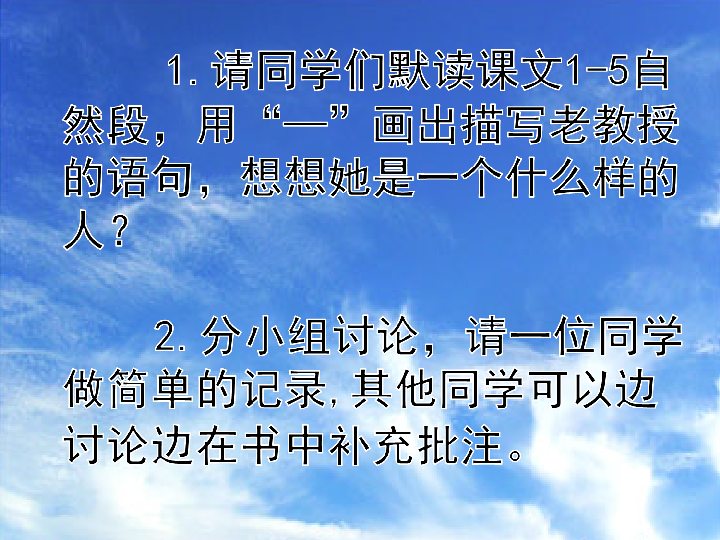 1.请同学们默读课文1-5自
然段，用“—”画出描写老教授
的语句，想想她是一个什么样的
人？
2.分小组讨论，请一位同学
做简单的记录,其他同学可以边
讨论边在书中补充批注。